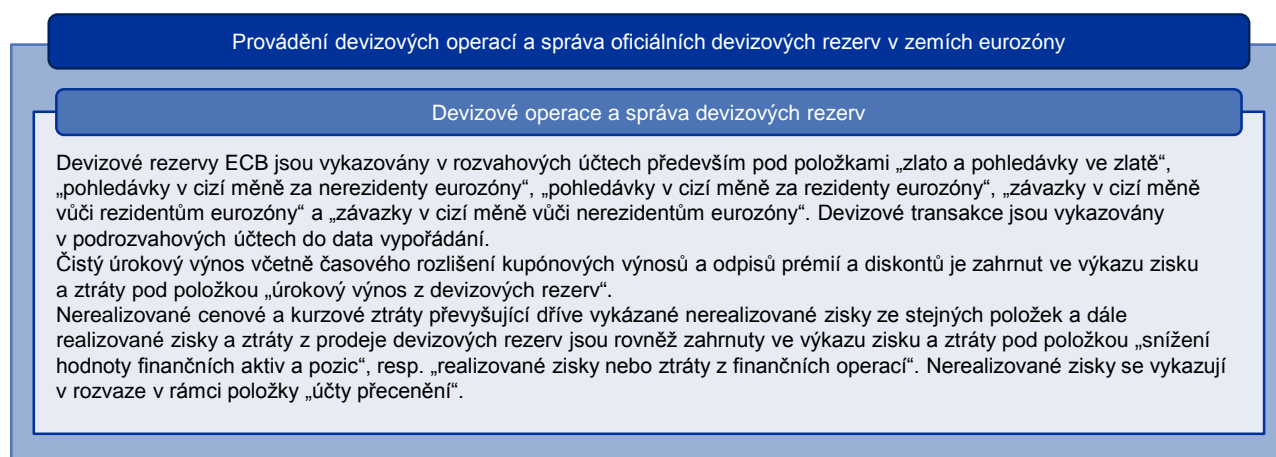 Provádění devizových operací a správa oficiálních devizových rezerv v zemích eurozóny
Devizové operace a správa devizových rezerv
Devizové rezervy ECB jsou vykazovány v rozvahových účtech především pod položkami „zlato a pohledávky ve zlatě“,
„pohledávky v cizí měně za nerezidenty eurozóny“, „pohledávky v cizí měně za rezidenty eurozóny“, „závazky v cizí měně
vůči rezidentům eurozóny“ a „závazky v cizí měně vůči nerezidentům eurozóny“. Devizové transakce jsou vykazovány
v podrozvahových účtech do data vypořádání.
Čistý úrokový výnos včetně časového rozlišení kupónových výnosů a odpisů prémií a diskontů je zahrnut ve výkazu zisku
a ztráty pod položkou „úrokový výnos z devizových rezerv“.
Nerealizované cenové a kurzové ztráty převyšující dříve vykázané nerealizované zisky ze stejných položek a dále
realizované zisky a ztráty z prodeje devizových rezerv jsou rovněž zahrnuty ve výkazu zisku a ztráty pod položkou „snížení
hodnoty finančních aktiv a pozic“, resp. „realizované zisky nebo ztráty z finančních operací“. Nerealizované zisky se vykazují
v rozvaze v rámci položky „účty přecenění“.